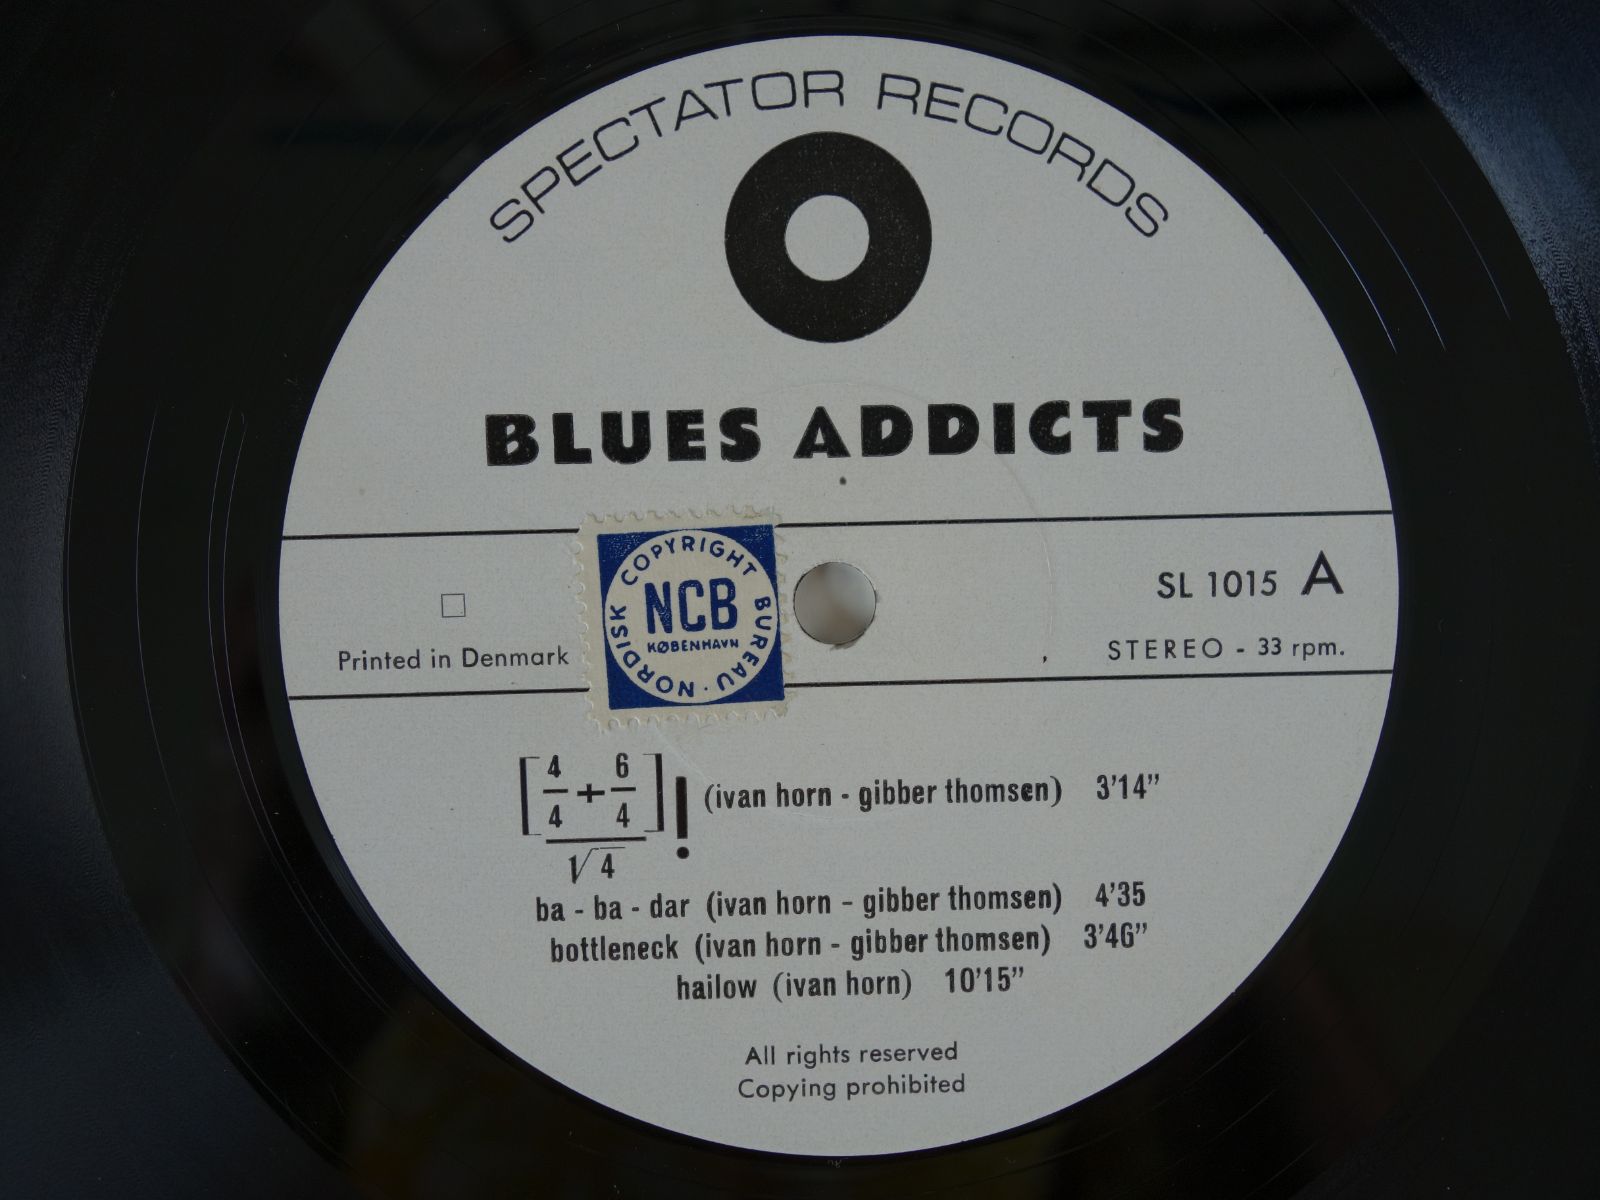 SPECTATOR RECORDS
BLUES ADDICTS
Printed in Denmark
NORDISK COPYRIGHT BUREAU ·
NCB
KØBENHAVN
SL 1015 A
STEREO - 33 rpm.
[4/4 + 6/4]! (ivan horn - gibber thomsen) 3'14"
√4
ba - ba - dar (ivan horn - gibber thomsen) 4'35
bottleneck (ivan horn - gibber thomsen) 3'46"
hailow (ivan horn) 10'15"
All rights reserved
Copying prohibited